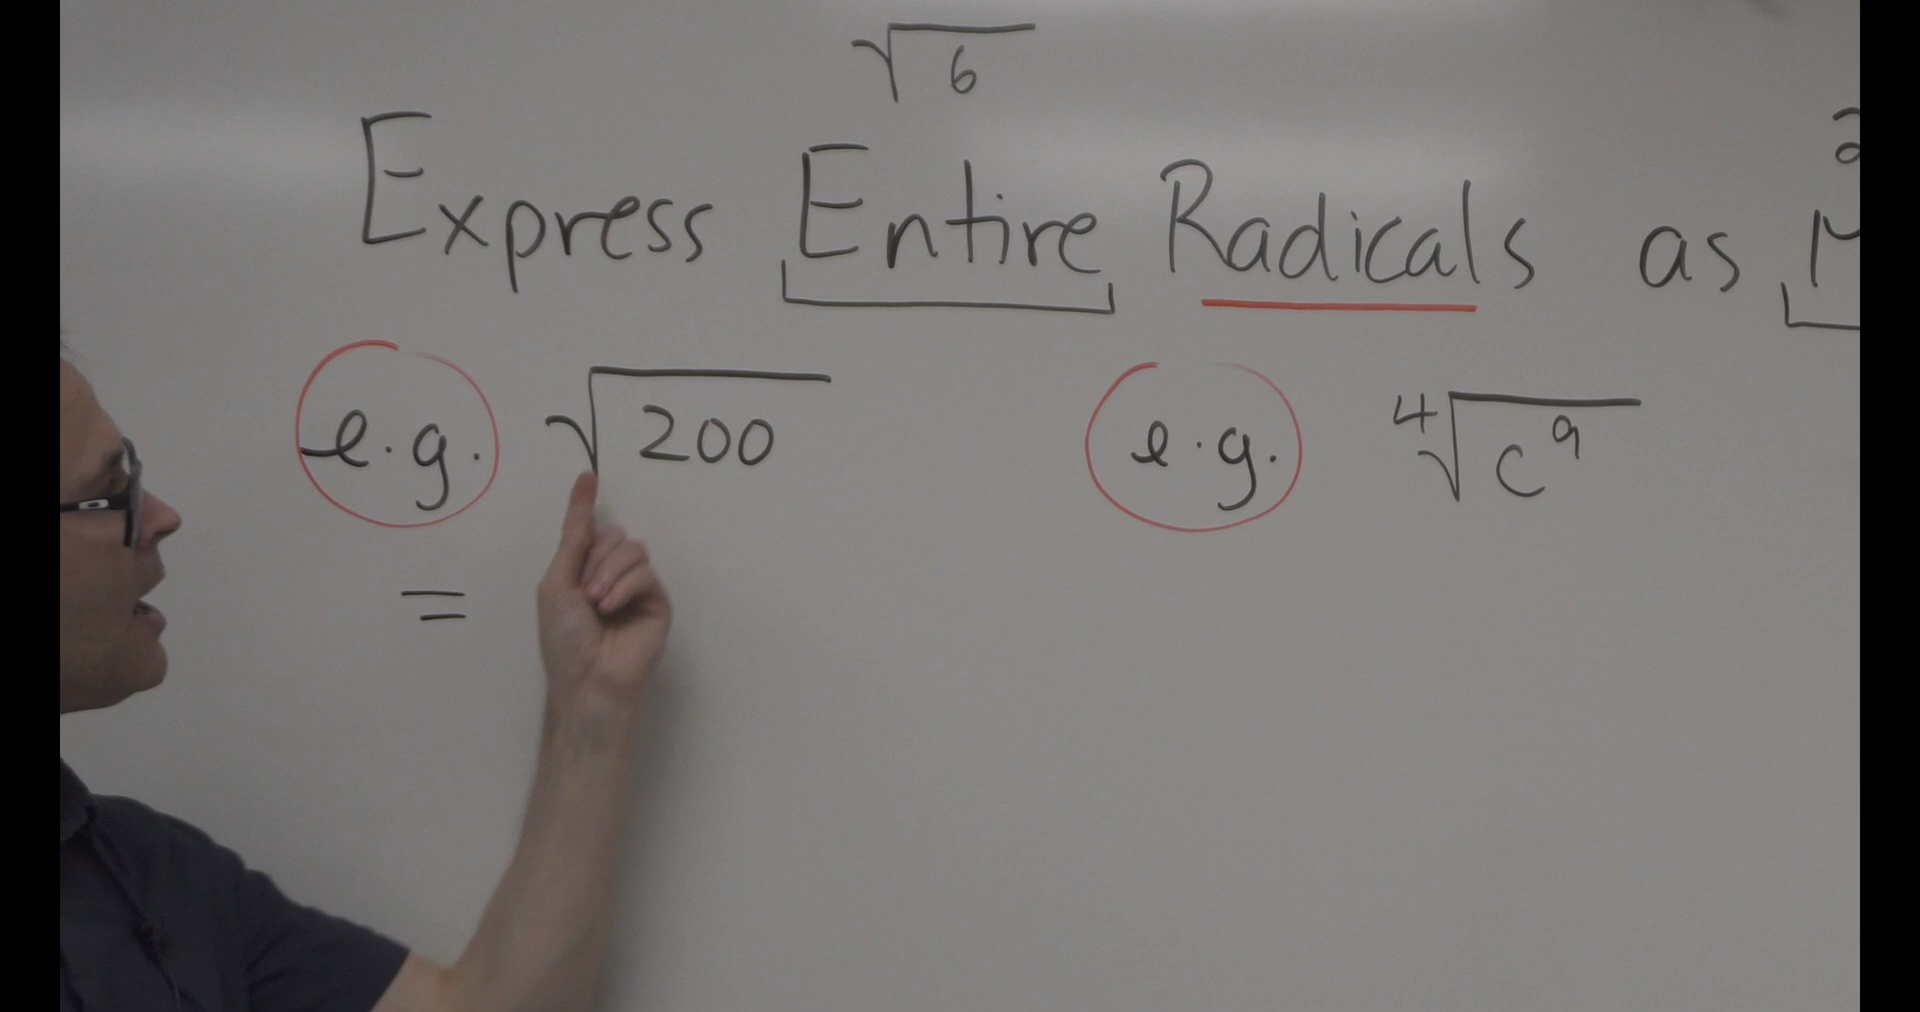 √6
Express Entire Radicals as
e.g. √200
e.g. ⁴√c⁹
=